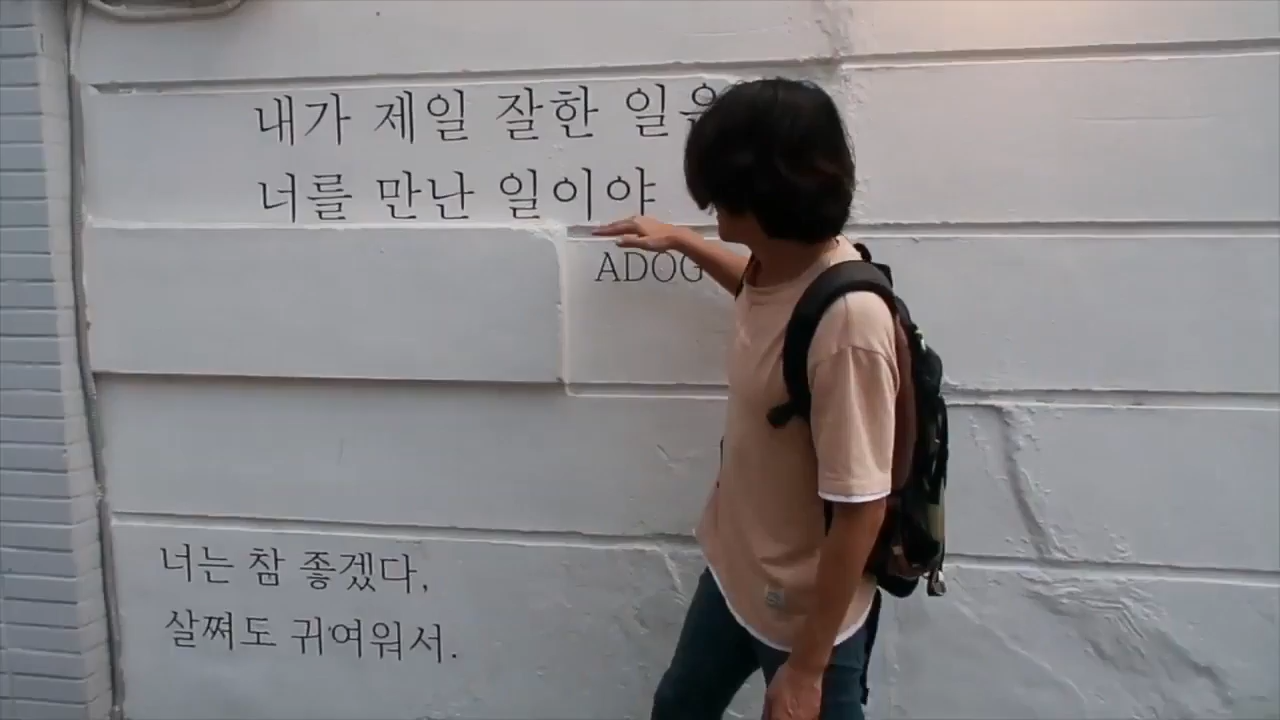 내가 제일 잘한 일은
너를 만난 일이야
ADOG
너는 참 좋겠다,
살쪄도 귀여워서.